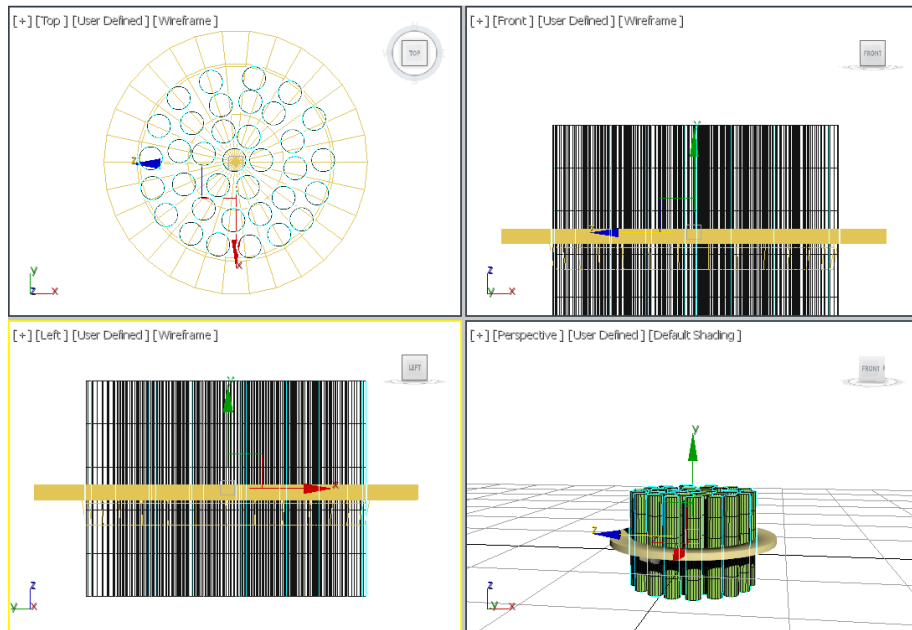 [+] [Top] [User Defined] [Wireframe]
TOP
z
x
y
z
x
[+] [Front] [User Defined] [Wireframe]
FRONT
y
z
z
y
x
[+] [Left] [User Defined] [Wireframe]
LEFT
y
x
z
y
x
[+] [Perspective] [User Defined] [Default Shading]
FRONT
y
z
z
y
x